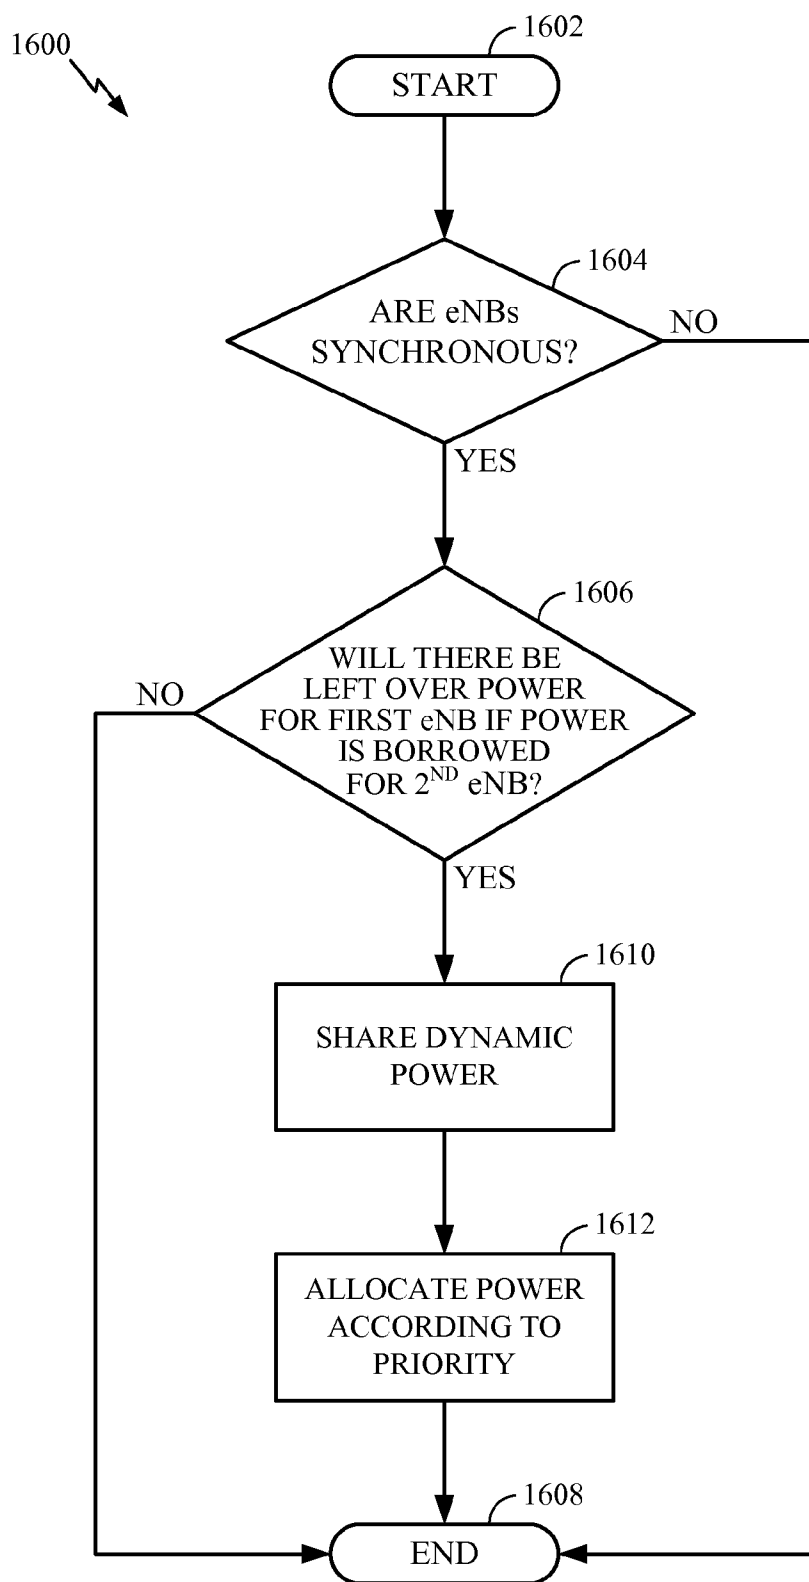 1600
1602
START
1604
ARE eNBs
SYNCHRONOUS?
NO
YES
1606
WILL THERE BE
LEFT OVER POWER
FOR FIRST eNB IF POWER
IS BORROWED
FOR 2ND eNB?
NO
YES
1610
SHARE DYNAMIC
POWER
1612
ALLOCATE POWER
ACCORDING TO
PRIORITY
1608
END